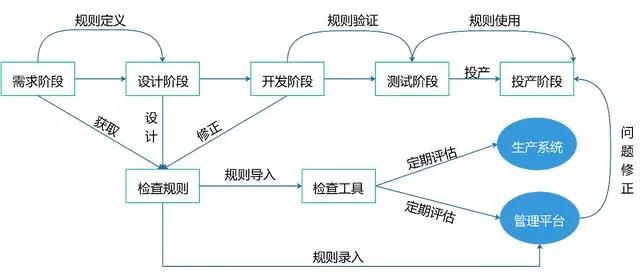 规则定义
规则验证
规则使用
需求阶段
设计阶段
开发阶段
测试阶段
投产
投产阶段
获取
设计
修正
定期评估
生产系统
问题修正
检查规则
规则导入
检查工具
定期评估
管理平台
规则录入